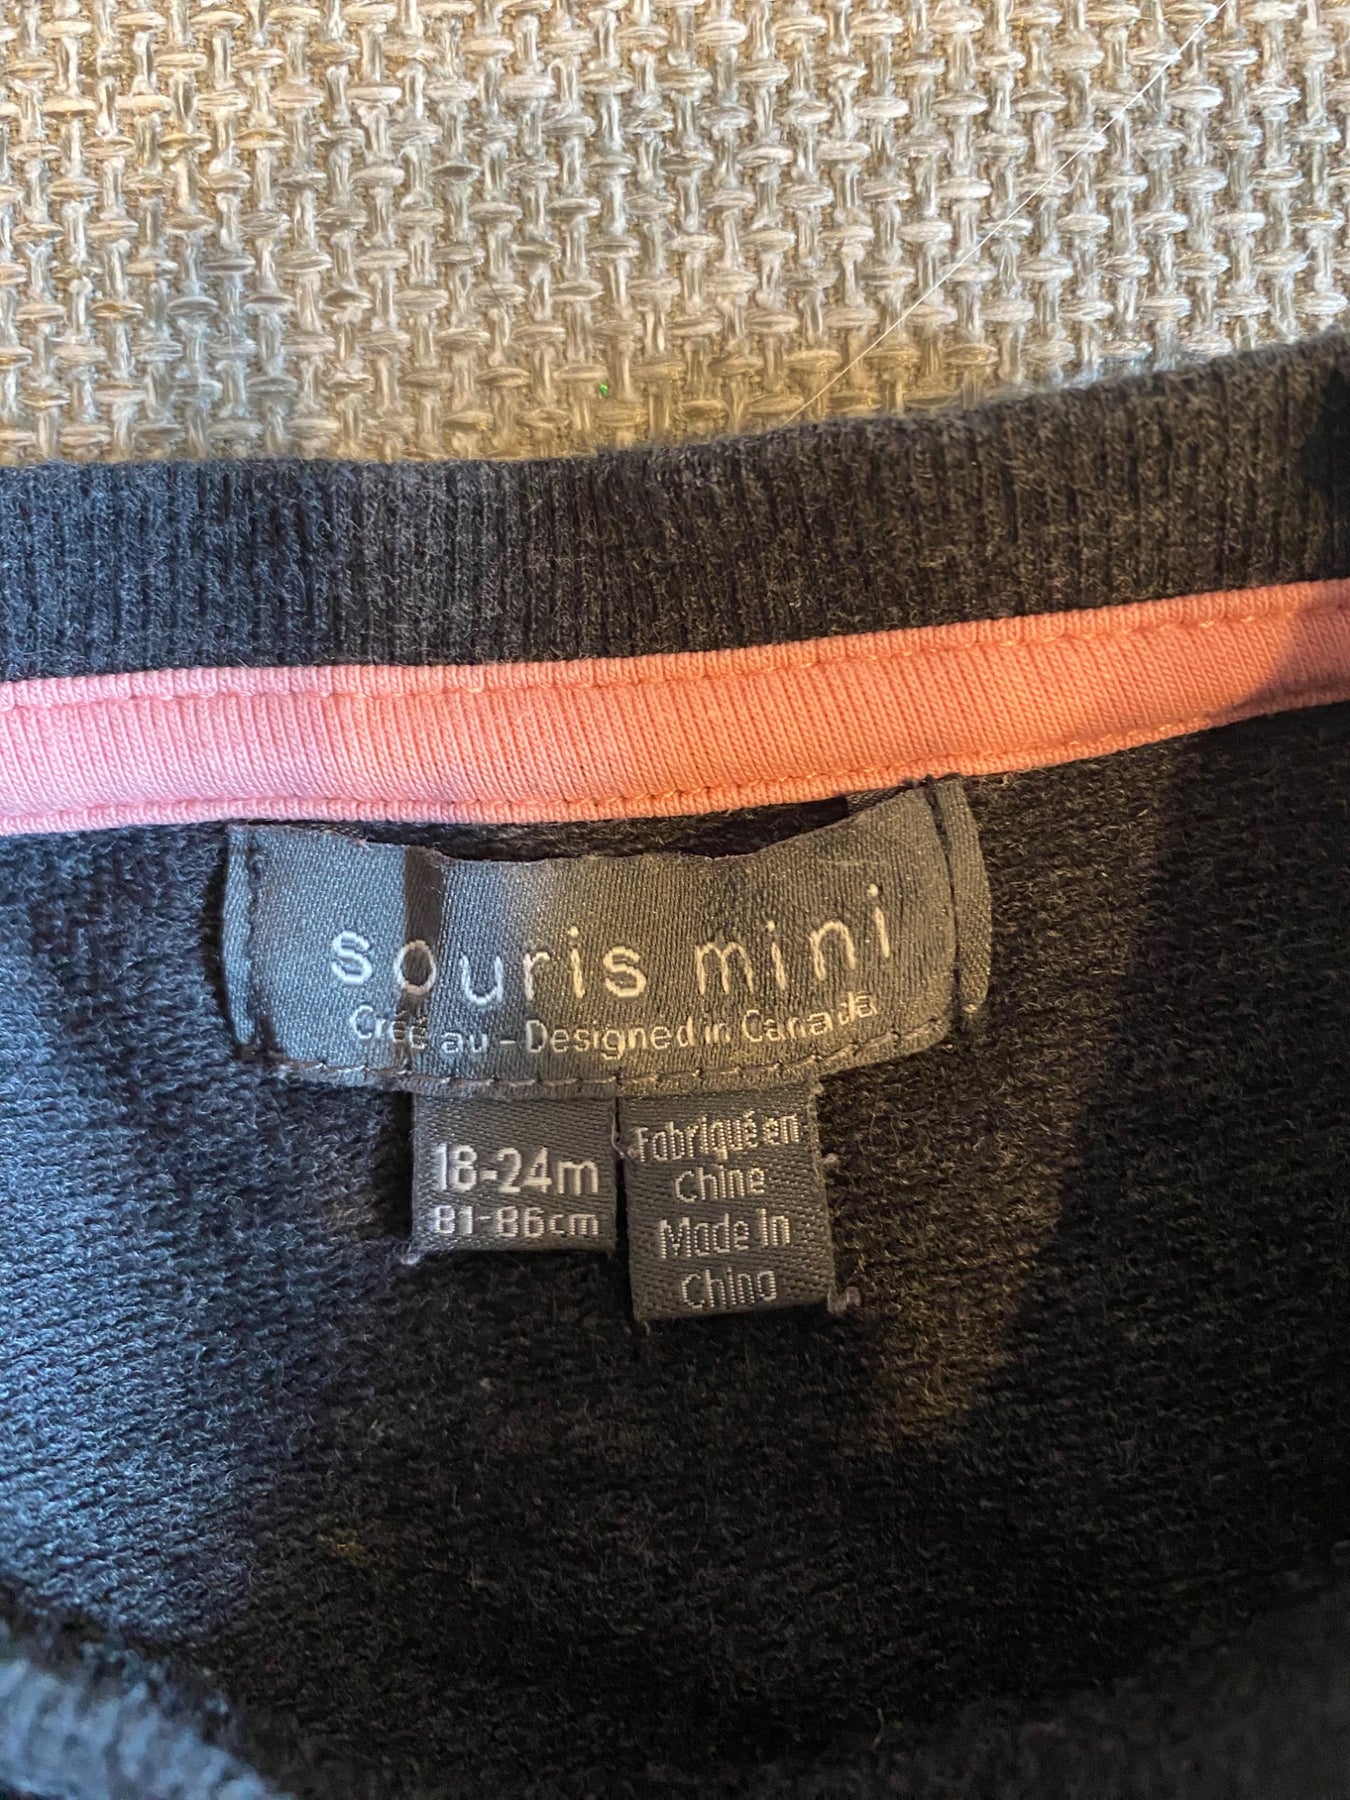 souris mini
Créé au - Designed in Canada
18-24m
81-86cm
Fabriqué en
chine
Made in
China